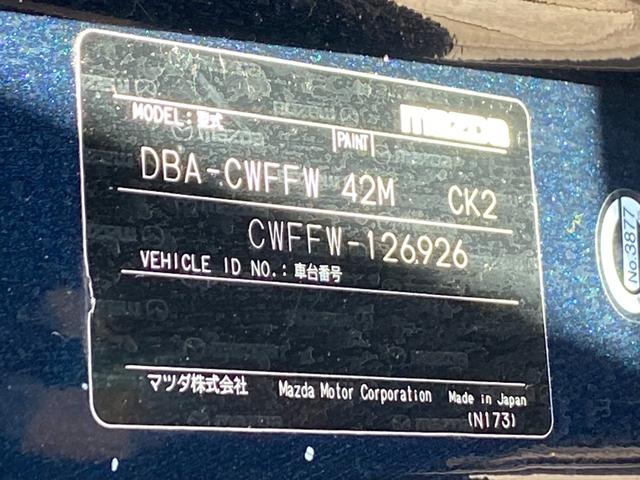 MODEL: 型式
mazda
PAINT
DBA-CWFFW 42M CK2
CWFFW-126926
VEHICLE ID NO.: 車台番号
マツダ株式会社 Mazda Motor Corporation Made in Japan
(N173)
No.3877